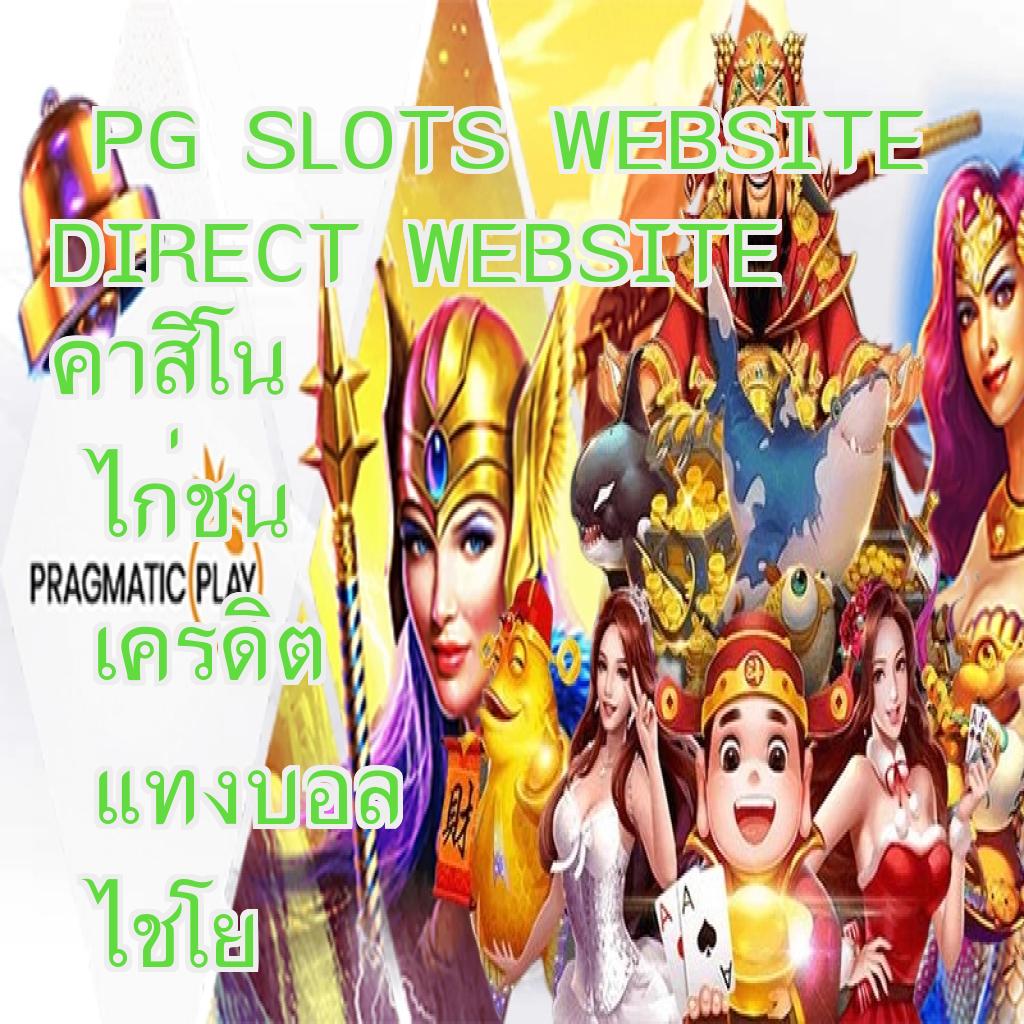 PG SLOTS WEBSITE
DIRECT WEBSITE
คาสิโน
ไก่ชน
PRAGMATIC PLAY
เครดิต
財
แทงบอล
A A
A
ไชโย